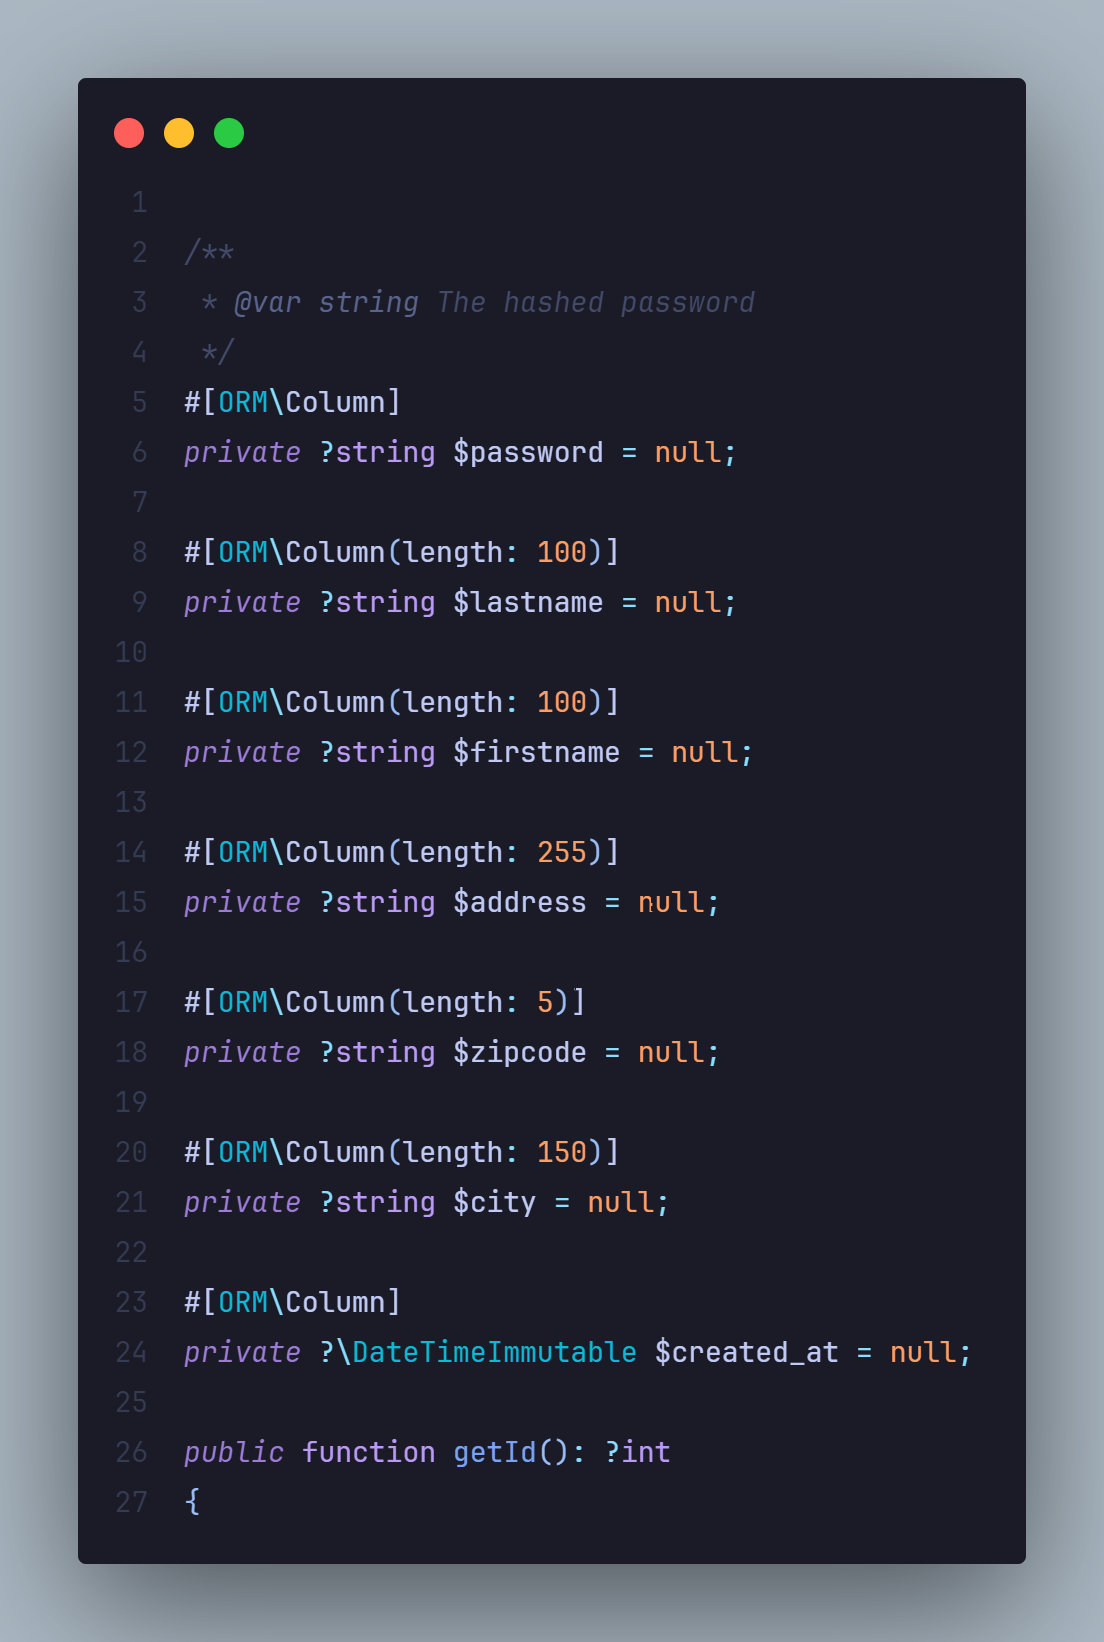 1
2 /**
3  * @var string The hashed password
4  */
5 #[ORM\Column]
6 private ?string $password = null;
7
8 #[ORM\Column(length: 100)]
9 private ?string $lastname = null;
10
11 #[ORM\Column(length: 100)]
12 private ?string $firstname = null;
13
14 #[ORM\Column(length: 255)]
15 private ?string $address = null;
16
17 #[ORM\Column(length: 5)]
18 private ?string $zipcode = null;
19
20 #[ORM\Column(length: 150)]
21 private ?string $city = null;
22
23 #[ORM\Column]
24 private ?\DateTimeImmutable $created_at = null;
25
26 public function getId(): ?int
27 {